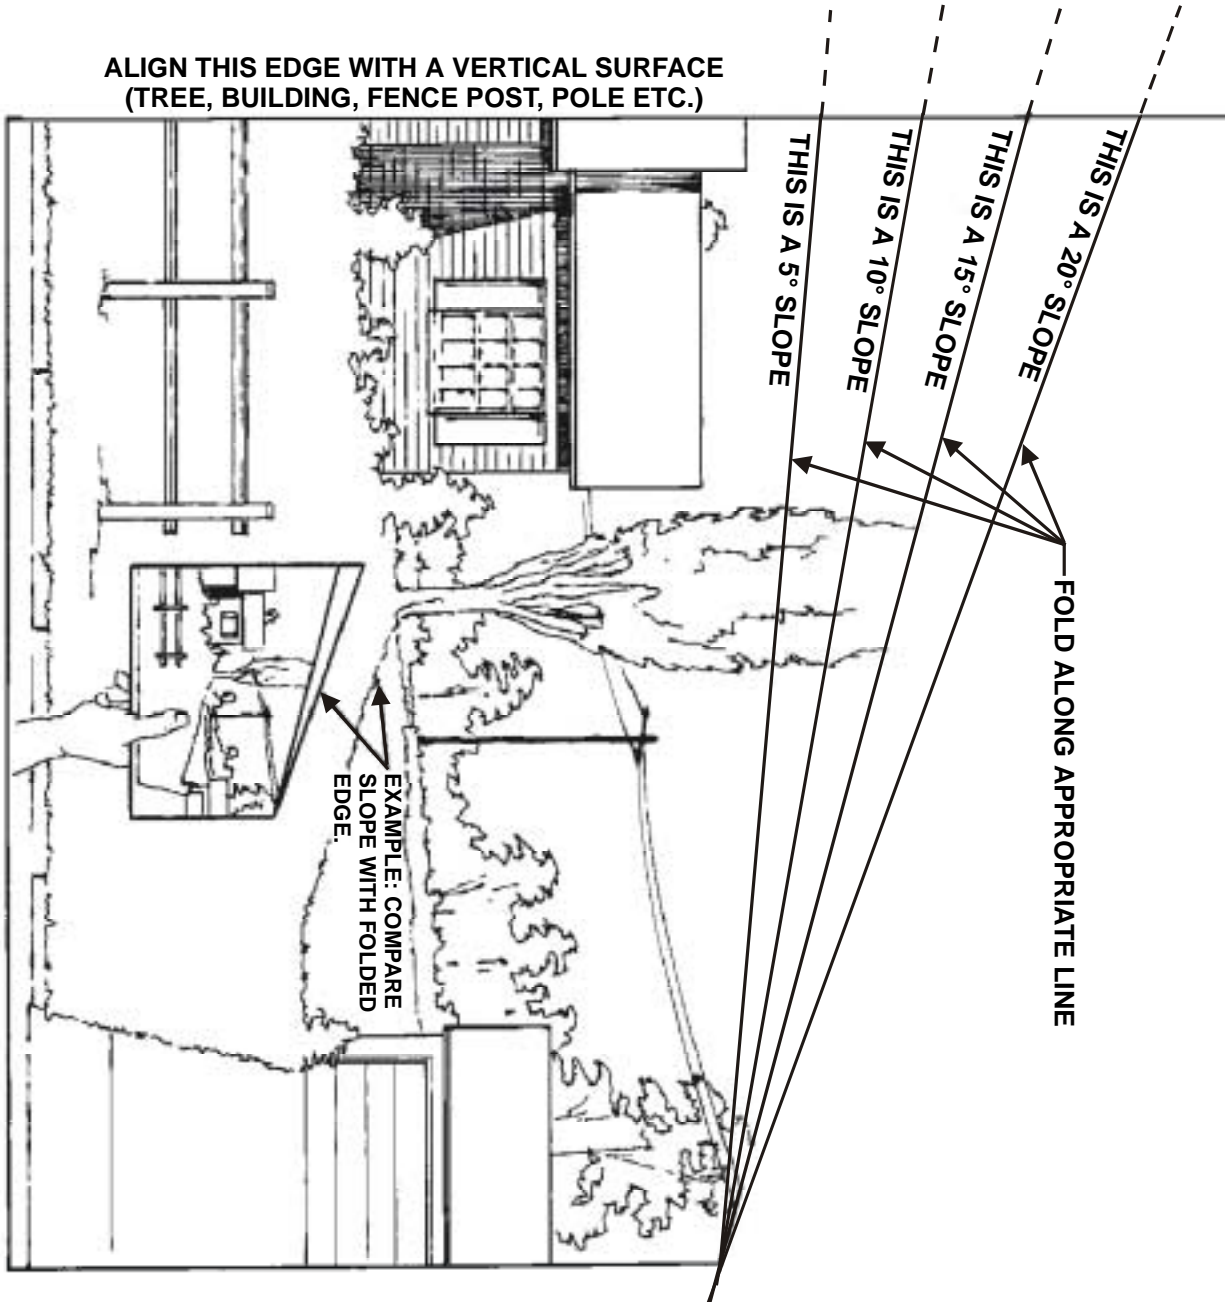 ALIGN THIS EDGE WITH A VERTICAL SURFACE
(TREE, BUILDING, FENCE POST, POLE ETC.)
THIS IS A 5° SLOPE
THIS IS A 10° SLOPE
THIS IS A 15° SLOPE
THIS IS A 20° SLOPE
FOLD ALONG APPROPRIATE LINE
EXAMPLE: COMPARE
SLOPE WITH FOLDED
EDGE.